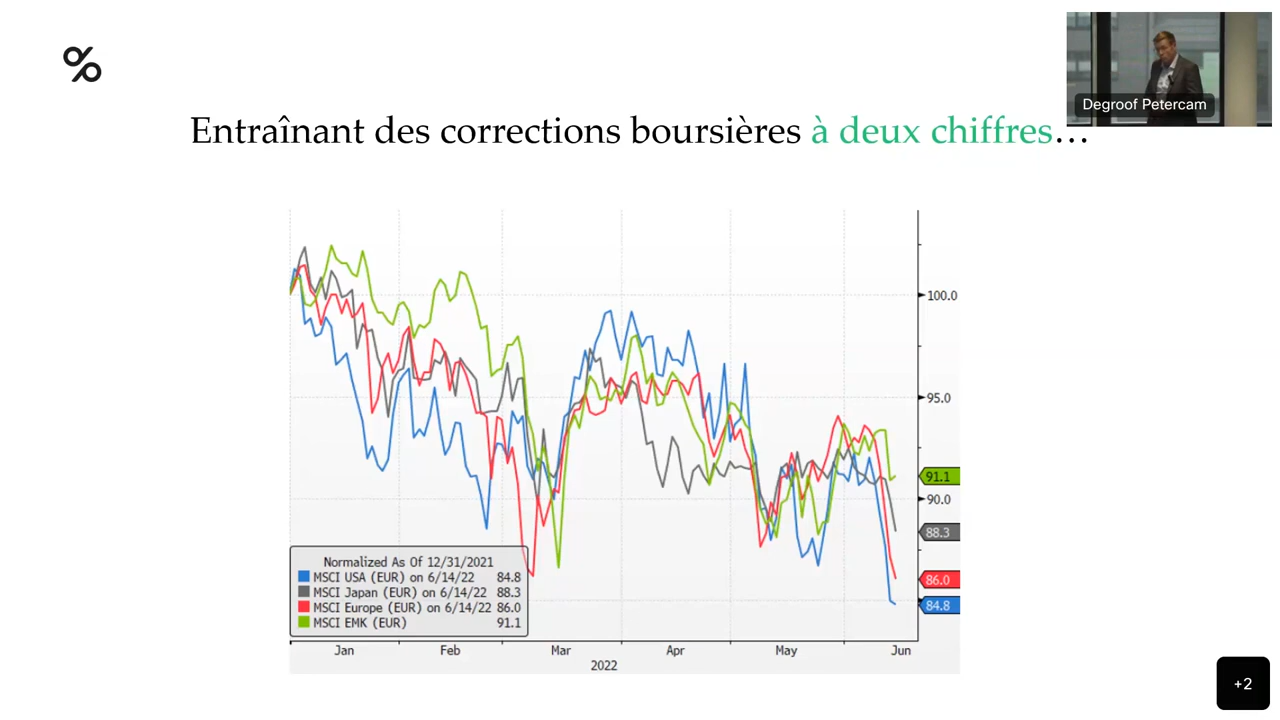 %
Degroof Petercam
Entraînant des corrections boursières à deux chiffres…
100.0
95.0
91.1
90.0
88.3
86.0
84.8
Normalized As Of 12/31/2021
MSCI USA (EUR) on 6/14/22 84.8
MSCI Japan (EUR) on 6/14/22 88.3
MSCI Europe (EUR) on 6/14/22 86.0
MSCI EMK (EUR) 91.1
Jan Feb Mar Apr May Jun
2022
+2